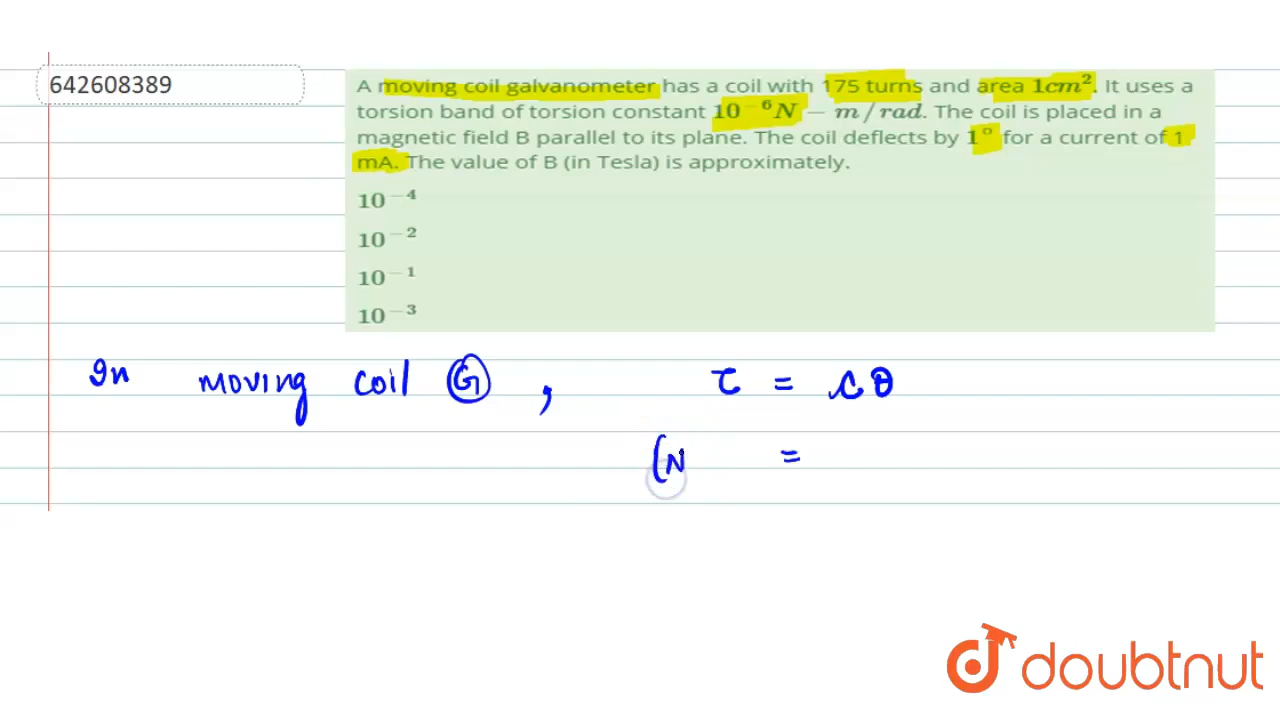 642608389
A moving coil galvanometer has a coil with 175 turns and area 1cm². It uses a
torsion band of torsion constant 10⁻⁶N − m/rad. The coil is placed in a
magnetic field B parallel to its plane. The coil deflects by 1° for a current of 1
mA. The value of B (in Tesla) is approximately.
10⁻⁴
10⁻²
10⁻¹
10⁻³
In moving coil G, τ = Cθ
(N =
doubtnut